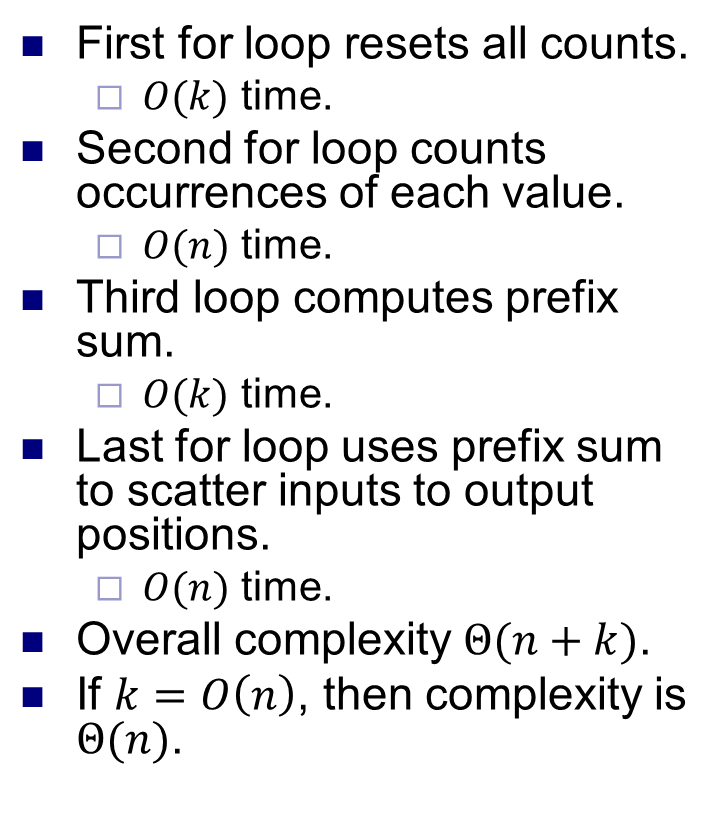 ■ First for loop resets all counts.
□ O(k) time.
■ Second for loop counts
occurrences of each value.
□ O(n) time.
■ Third loop computes prefix
sum.
□ O(k) time.
■ Last for loop uses prefix sum
to scatter inputs to output
positions.
□ O(n) time.
■ Overall complexity Θ(n + k).
■ If k = O(n), then complexity is
Θ(n).